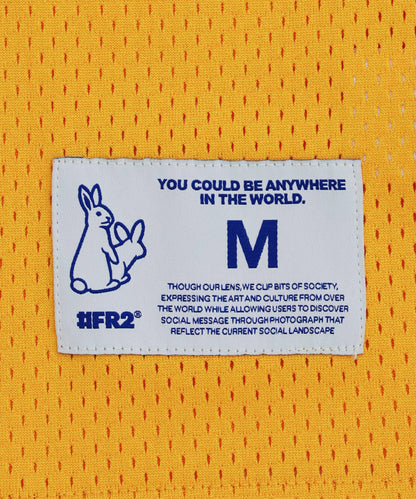 YOU COULD BE ANYWHERE
IN THE WORLD.
M
THOUGH OUR LENS, WE CLIP BITS OF SOCIETY,
EXPRESSING THE ART AND CULTURE FROM OVER
THE WORLD WHILE ALLOWING USERS TO DISCOVER
SOCIAL MESSAGE THROUGH PHOTOGRAPH THAT
REFLECT THE CURRENT SOCIAL LANDSCAPE
#FR2®